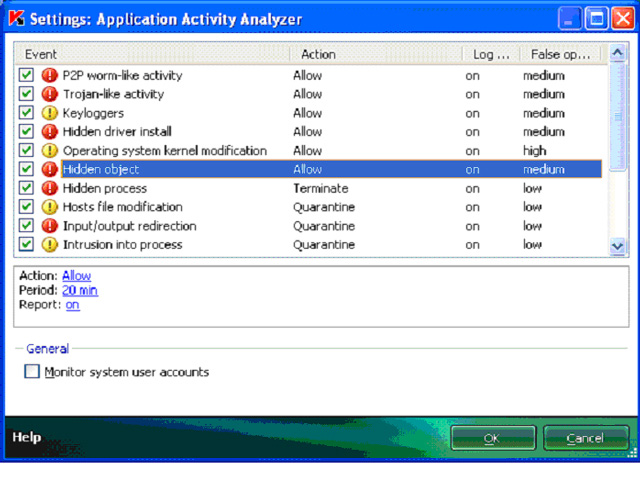 Settings: Application Activity Analyzer
Event Action Log ... False op...
P2P worm-like activity Allow on medium
Trojan-like activity Allow on medium
Keyloggers Allow on medium
Hidden driver install Allow on medium
Operating system kernel modification Allow on high
Hidden object Allow on medium
Hidden process Terminate on low
Hosts file modification Quarantine on low
Input/output redirection Quarantine on low
Intrusion into process Quarantine on low
Action: Allow
Period: 20 min
Report: on
General
Monitor system user accounts
Help OK Cancel